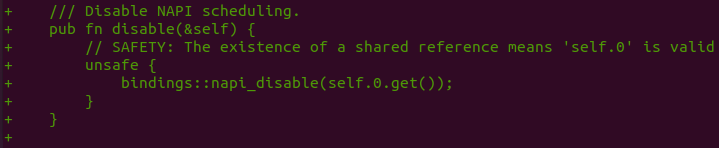 +    /// Disable NAPI scheduling.
+    pub fn disable(&self) {
+        // SAFETY: The existence of a shared reference means 'self.0' is valid
+        unsafe {
+            bindings::napi_disable(self.0.get());
+        }
+    }
+